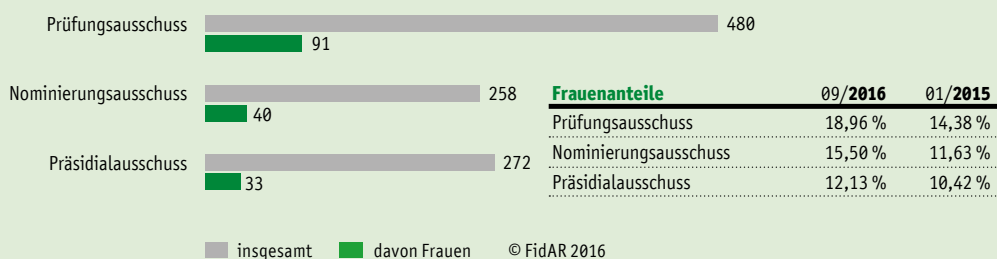 Prüfungsausschuss 480
91
Nominierungsausschuss 258
40
Präsidialausschuss 272
33
Frauenanteile 09/2016 01/2015
Prüfungsausschuss 18,96 % 14,38 %
Nominierungsausschuss 15,50 % 11,63 %
Präsidialausschuss 12,13 % 10,42 %
insgesamt davon Frauen © FidAR 2016